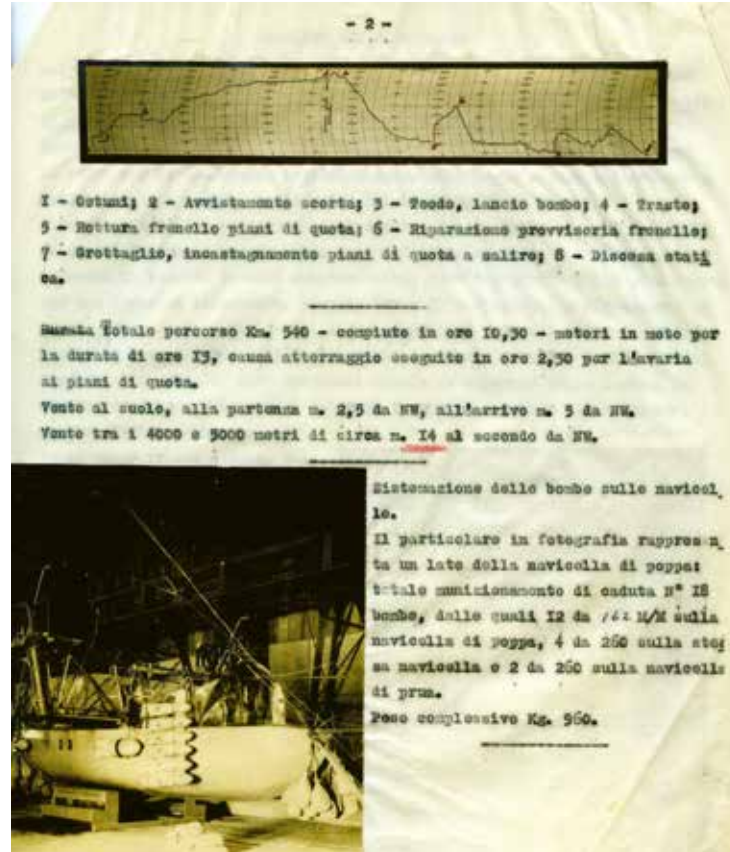 - 2 -
I - Ostuni; 2 - Avvistamento scorta; 3 - Teodo, lancio bombe; 4 - Traste;
5 - Rottura frenello piani di quota; 6 - Riparazione provvisoria frenello;
7 - Grottaglie, incastagnamento piani di quota a salire; 8 - Discesa stati
ca.
Durata Totale percorso Km. 540 - compiuto in ore I0,30 - motori in moto per
la durata di ore I3, causa atterraggio eseguito in ore 2,30 per l'avaria
ai piani di quota.
Vento al suolo, alla partenza m. 2,5 da NW, all'arrivo m. 5 da NW.
Vento tra i 4000 e 5000 metri di circa m. I4 al secondo da NW.
Sistemazione delle bombe sulle navicel
le.
Il particolare in fotografia rappresen
ta un lato della navicella di poppa:
totale munizionamento di caduta N° I8
bombe, delle quali I2 da 162 M/M sulla
navicella di poppa, 4 da 260 sulla stes
sa navicella e 2 da 260 sulla navicella
di prua.
Peso complessivo Kg. 960.